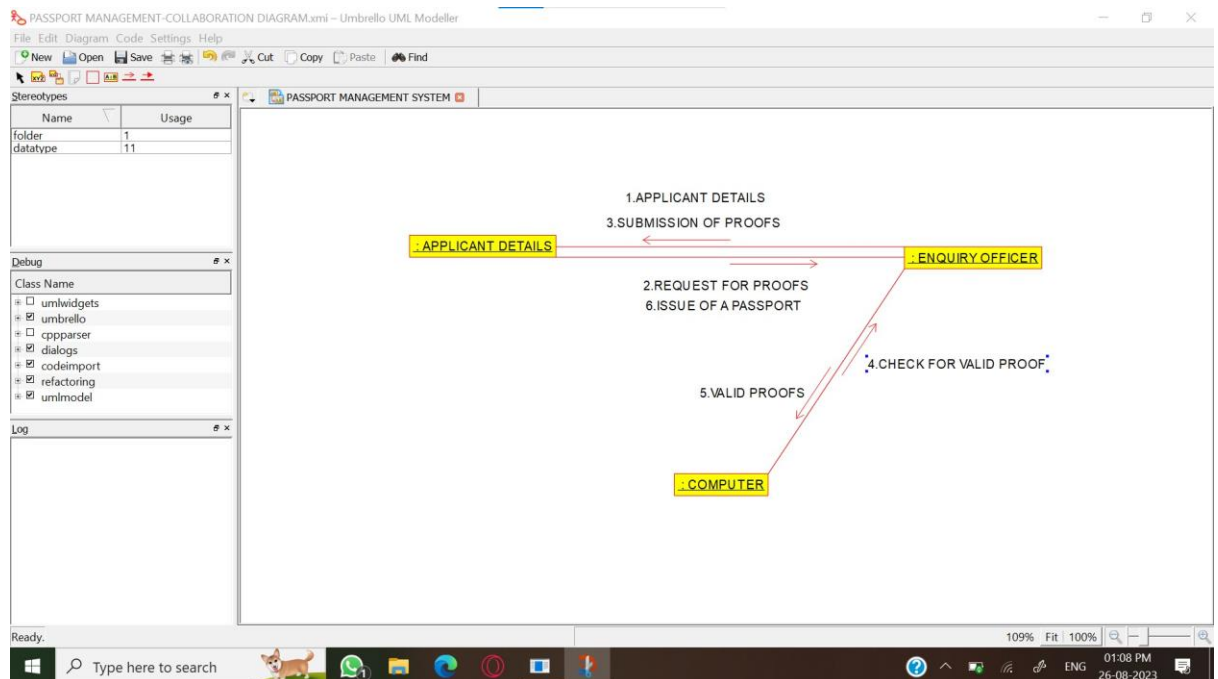 PASSPORT MANAGEMENT-COLLABORATION DIAGRAM.xmi – Umbrello UML Modeller
File Edit Diagram Code Settings Help
New Open Save Cut Copy Paste Find
Stereotypes
PASSPORT MANAGEMENT SYSTEM
Name Usage
folder 1
datatype 11
1.APPLICANT DETAILS
3.SUBMISSION OF PROOFS
: APPLICANT DETAILS
: ENQUIRY OFFICER
2.REQUEST FOR PROOFS
6.ISSUE OF A PASSPORT
4.CHECK FOR VALID PROOF
5.VALID PROOFS
: COMPUTER
Debug
Class Name
umlwidgets
umbrello
cppparser
dialogs
codeimport
refactoring
umlmodel
Log
Ready.
109% Fit 100%
Type here to search
ENG
01:08 PM
26-08-2023